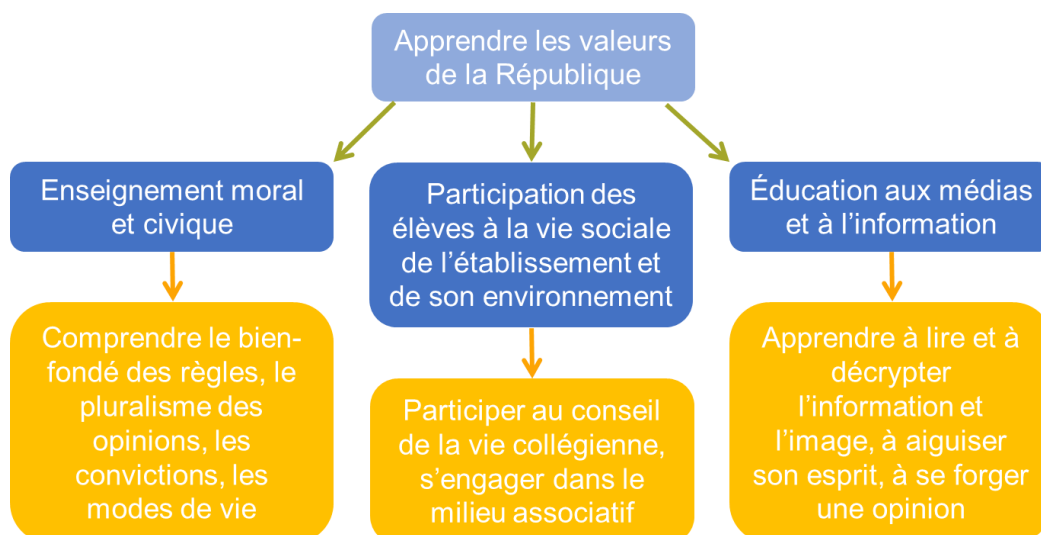 Apprendre les valeurs
de la République
Enseignement moral
et civique
Participation des
élèves à la vie sociale
de l'établissement et
de son environnement
Éducation aux médias
et à l'information
Comprendre le bien-
fondé des règles, le
pluralisme des
opinions, les
convictions, les
modes de vie
Participer au conseil
de la vie collégienne,
s'engager dans le
milieu associatif
Apprendre à lire et à
décrypter
l'information et
l'image, à aiguiser
son esprit, à se forger
une opinion